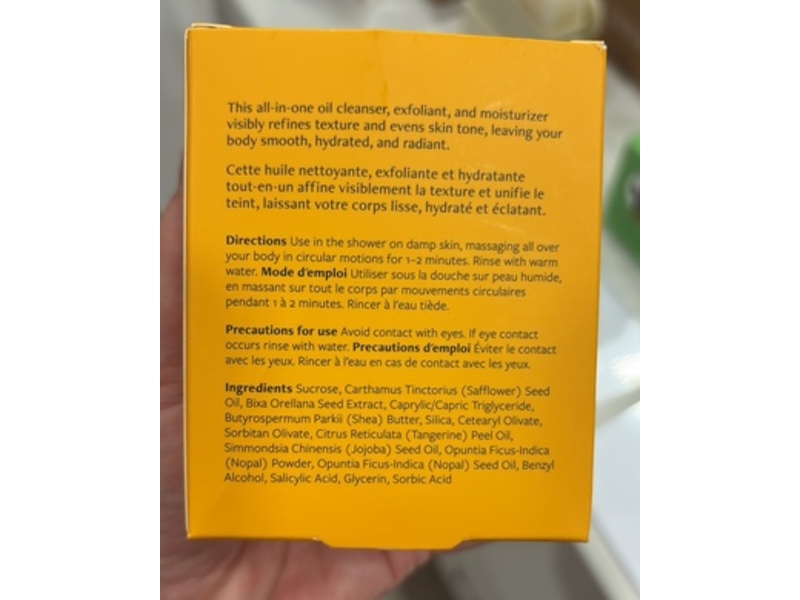 This all-in-one oil cleanser, exfoliant, and moisturizer
visibly refines texture and evens skin tone, leaving your
body smooth, hydrated, and radiant.
Cette huile nettoyante, exfoliante et hydratante
tout-en-un affine visiblement la texture et unifie le
teint, laissant votre corps lisse, hydraté et éclatant.
Directions Use in the shower on damp skin, massaging all over
your body in circular motions for 1-2 minutes. Rinse with warm
water. Mode d'emploi Utiliser sous la douche sur peau humide,
en massant sur tout le corps par mouvements circulaires
pendant 1 à 2 minutes. Rincer à l'eau tiède.
Precautions for use Avoid contact with eyes. If eye contact
occurs rinse with water. Precautions d'emploi Éviter le contact
avec les yeux. Rincer à l'eau en cas de contact avec les yeux.
Ingredients Sucrose, Carthamus Tinctorius (Safflower) Seed
Oil, Bixa Orellana Seed Extract, Caprylic/Capric Triglyceride,
Butyrospermum Parkii (Shea) Butter, Silica, Cetearyl Olivate,
Sorbitan Olivate, Citrus Reticulata (Tangerine) Peel Oil,
Simmondsia Chinensis (Jojoba) Seed Oil, Opuntia Ficus-Indica
(Nopal) Powder, Opuntia Ficus-Indica (Nopal) Seed Oil, Benzyl
Alcohol, Salicylic Acid, Glycerin, Sorbic Acid